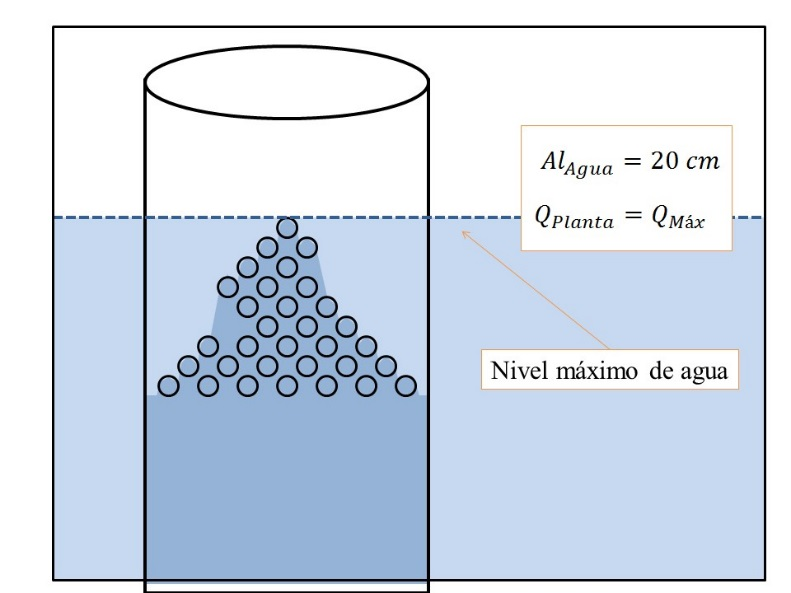 Al_Agua = 20 cm
Q_Planta = Q_Máx
Nivel máximo de agua